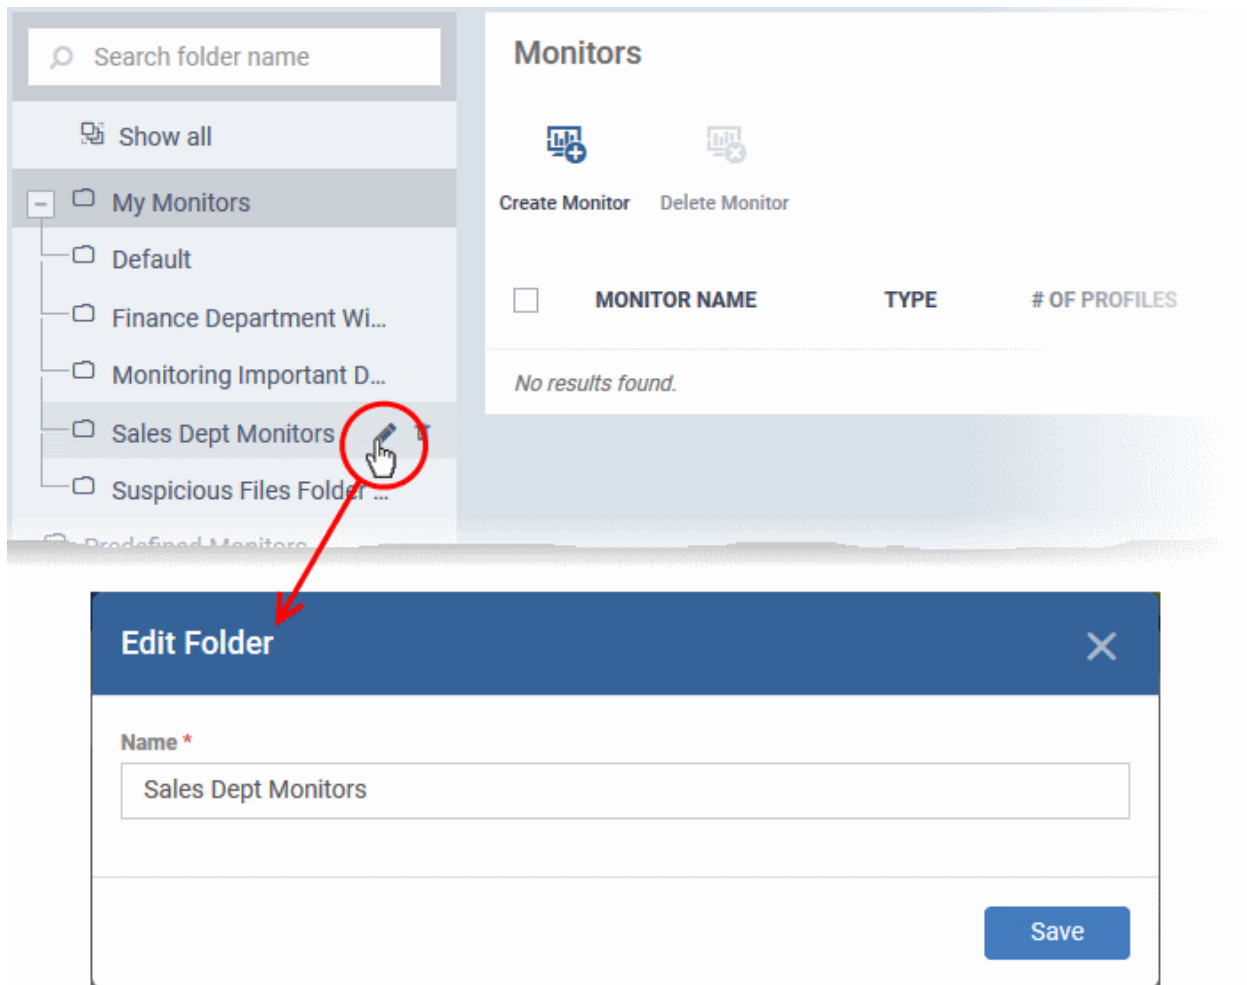 Search folder name
Show all
My Monitors
Default
Finance Department Wi...
Monitoring Important D...
Sales Dept Monitors
Suspicious Files Folder ...
Predefined Monitors
Monitors
Create Monitor
Delete Monitor
MONITOR NAME TYPE # OF PROFILES
No results found.
Edit Folder
Name *
Sales Dept Monitors
Save